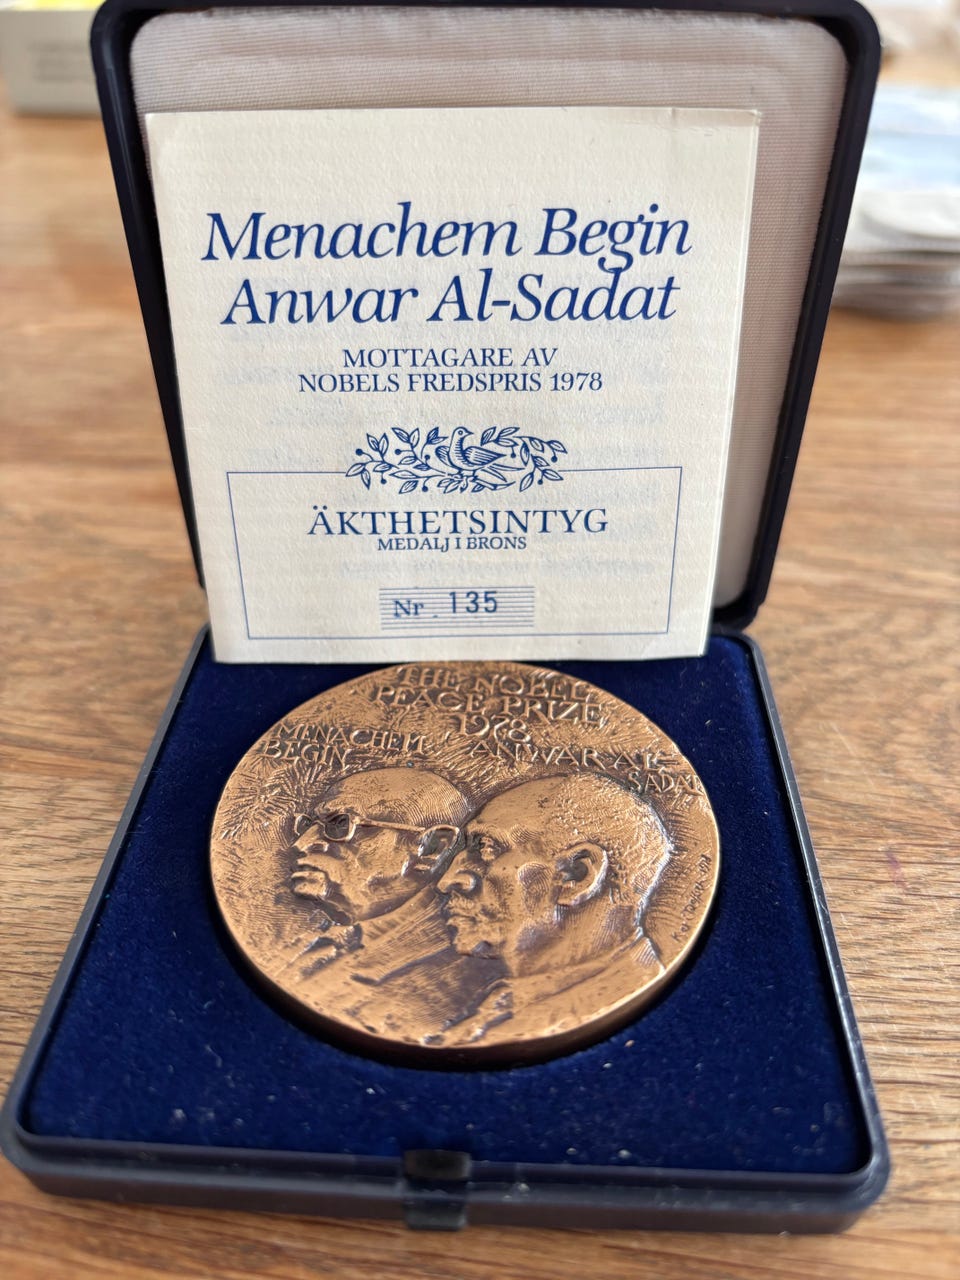 Menachem Begin
Anwar Al-Sadat
MOTTAGARE AV
NOBELS FREDSPRIS 1978
ÄKTHETSINTYG
MEDALJ I BRONS
Nr. 135
THE NOBEL
PEACE PRIZE
1978
MENACHEM
BEGIN
ANWAR AL-
SADAT